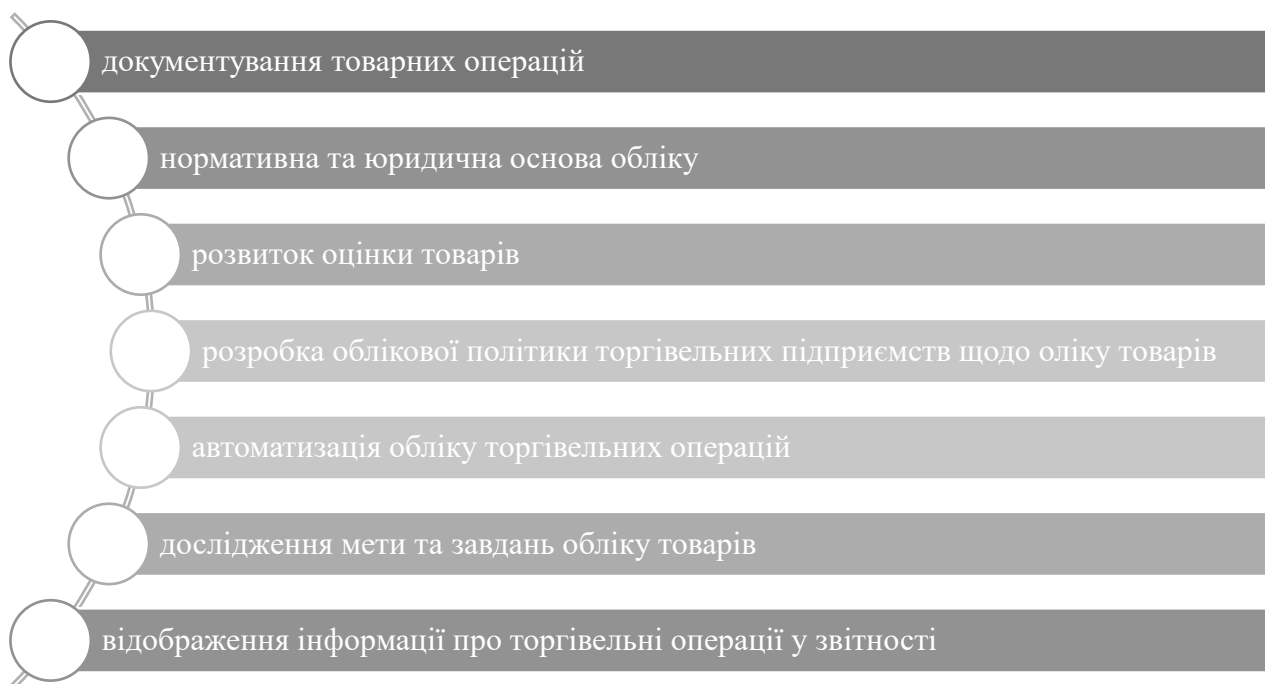 документування товарних операцій
нормативна та юридична основа обліку
розвиток оцінки товарів
розробка облікової політики торгівельних підприємств щодо оліку товарів
автоматизація обліку торгівельних операцій
дослідження мети та завдань обліку товарів
відображення інформації про торгівельні операції у звітності